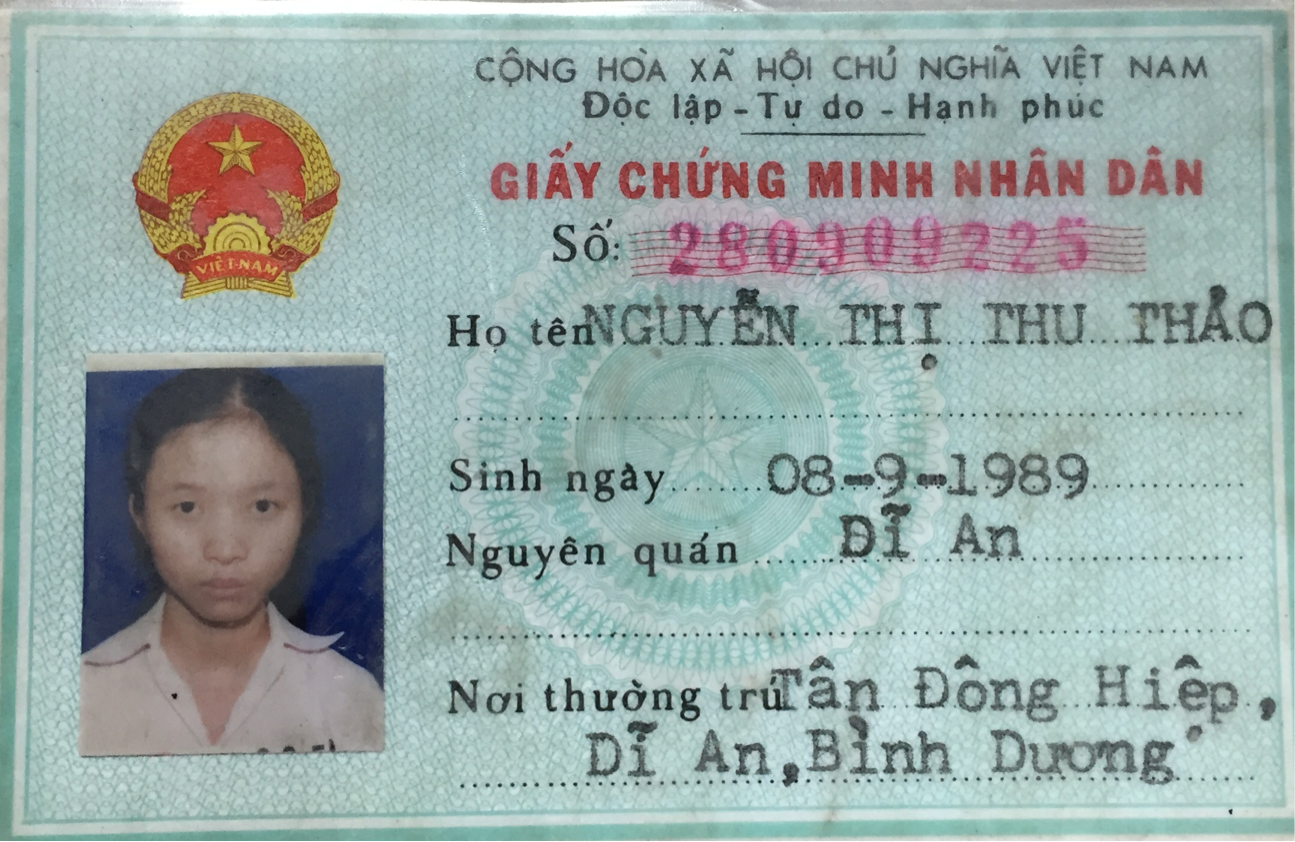 CỘNG HÒA XÃ HỘI CHỦ NGHĨA VIỆT NAM
Độc lập - Tự do - Hạnh phúc
GIẤY CHỨNG MINH NHÂN DÂN
VIỆT-NAM
Số: 280909225
Họ tên NGUYỄN THỊ THU THẢO
Sinh ngày 08-9-1989
Nguyên quán Dĩ An
Nơi thường trú Tân Đông Hiệp,
Dĩ An, Bình Dương